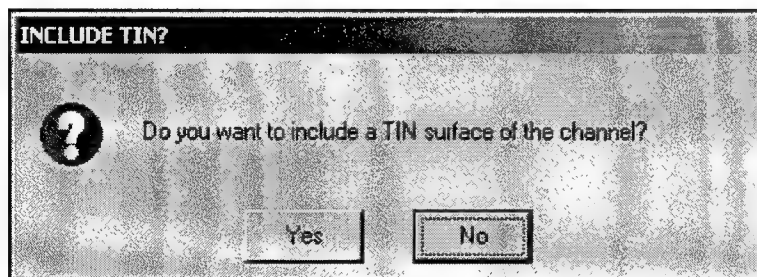 INCLUDE TIN?
Do you want to include a TIN surface of the channel?
Yes No